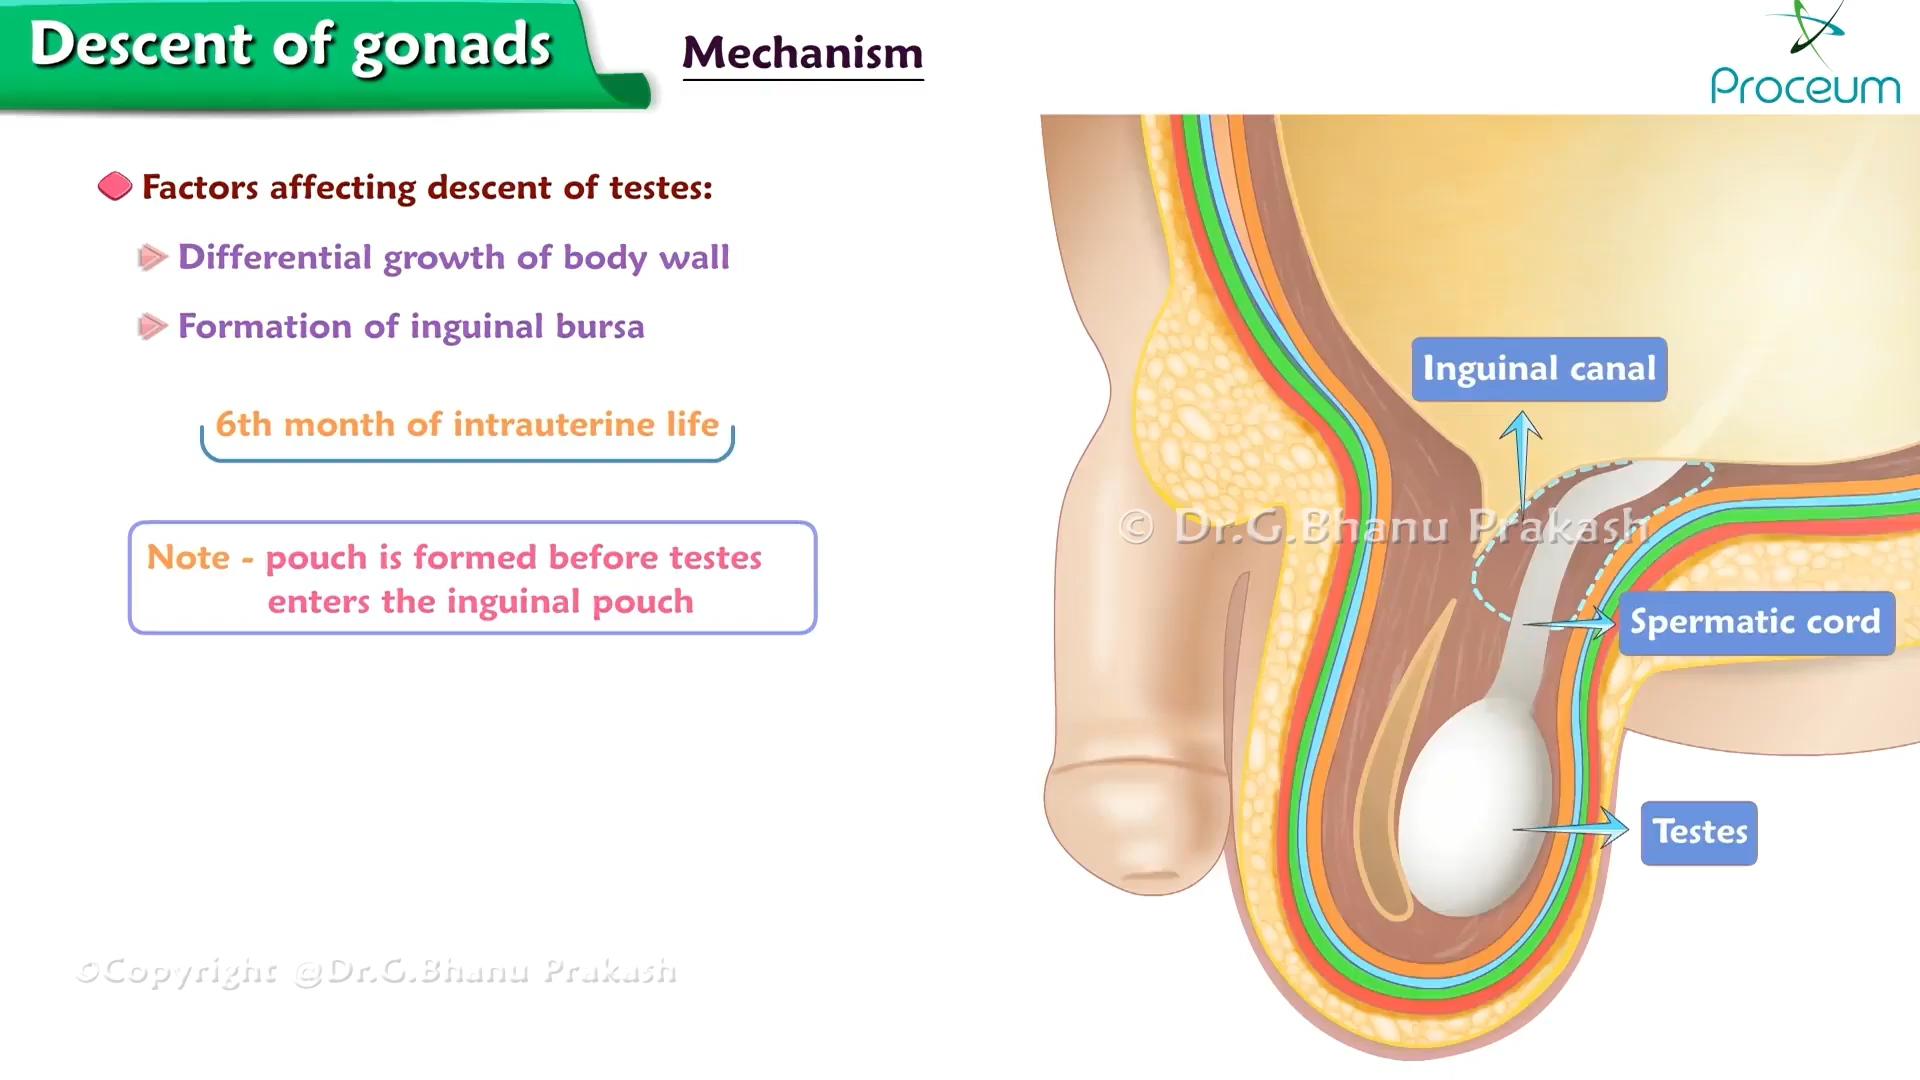 Descent of gonads
Mechanism
Proceum
Factors affecting descent of testes:
Differential growth of body wall
Formation of inguinal bursa
6th month of intrauterine life
Note - pouch is formed before testes
enters the inguinal pouch
Inguinal canal
© Dr.G.Bhanu Prakash
Spermatic cord
Testes
©Copyright @Dr.G.Bhanu Prakash